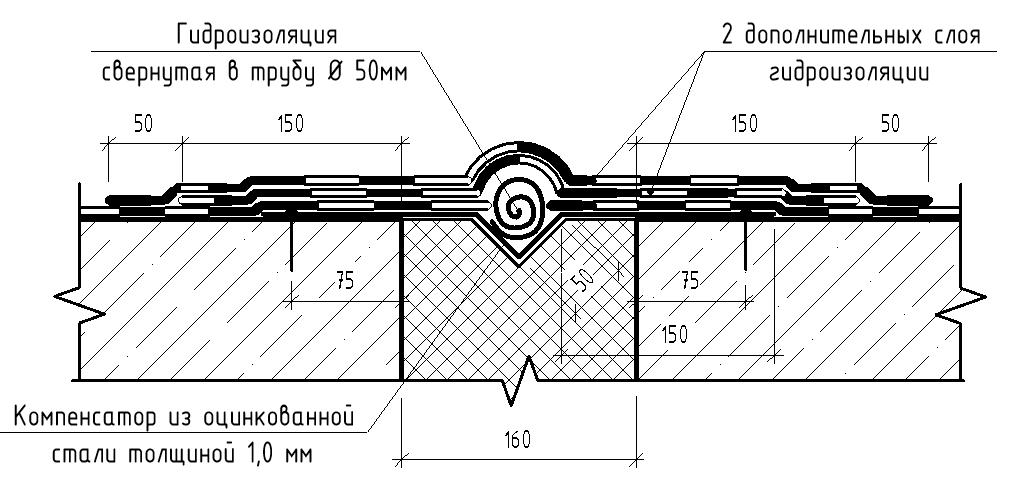 Гидроизоляция
свернутая в трубу Ø 50мм
2 дополнительных слоя
гидроизоляции
50 150 150 50
75 50 75
150
Компенсатор из оцинкованной
стали толщиной 1,0 мм
160